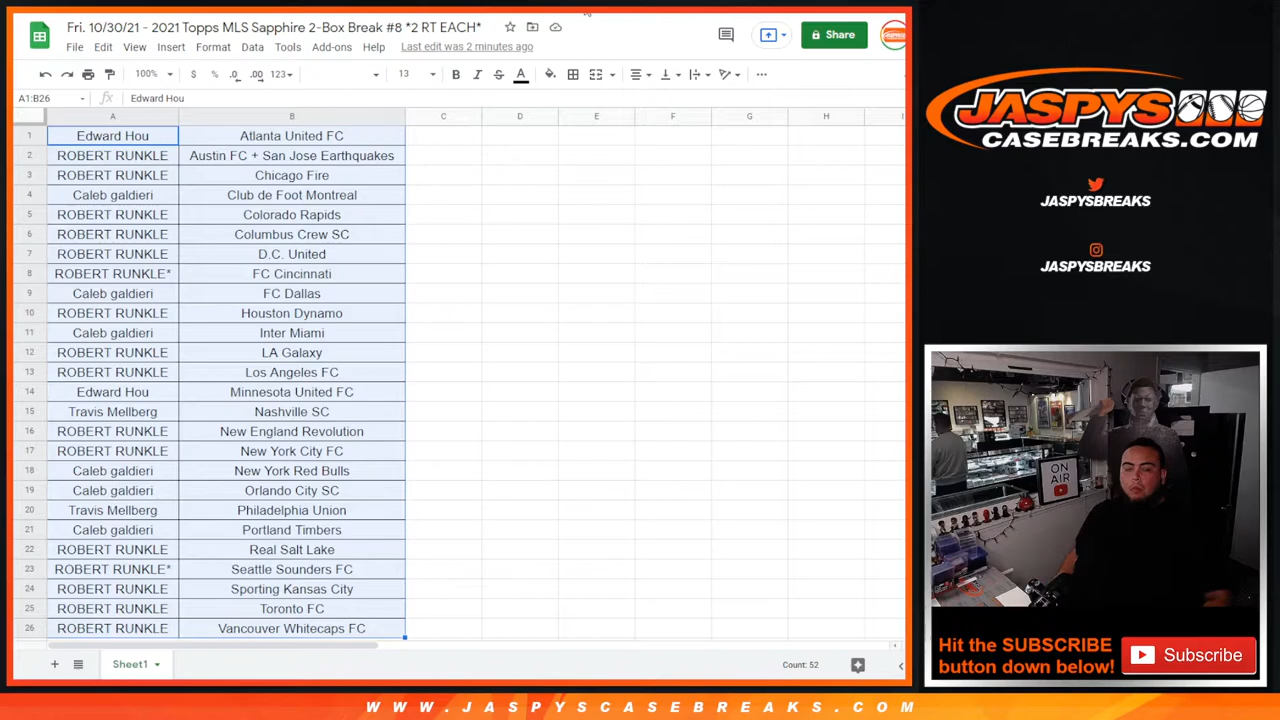 Fri. 10/30/21 - 2021 Topps MLS Sapphire 2-Box Break #8 *2 RT EACH*
File Edit View Insert Format Data Tools Add-ons Help Last edit was 2 minutes ago
Share
100% $ % .0 .00 123 13 B I S A
A1:B26 fx Edward Hou
A B C D E F G H I
1 Edward Hou Atlanta United FC
2 ROBERT RUNKLE Austin FC + San Jose Earthquakes
3 ROBERT RUNKLE Chicago Fire
4 Caleb galdieri Club de Foot Montreal
5 ROBERT RUNKLE Colorado Rapids
6 ROBERT RUNKLE Columbus Crew SC
7 ROBERT RUNKLE D.C. United
8 ROBERT RUNKLE* FC Cincinnati
9 Caleb galdieri FC Dallas
10 ROBERT RUNKLE Houston Dynamo
11 Caleb galdieri Inter Miami
12 ROBERT RUNKLE LA Galaxy
13 ROBERT RUNKLE Los Angeles FC
14 Edward Hou Minnesota United FC
15 Travis Mellberg Nashville SC
16 ROBERT RUNKLE New England Revolution
17 ROBERT RUNKLE New York City FC
18 Caleb galdieri New York Red Bulls
19 Caleb galdieri Orlando City SC
20 Travis Mellberg Philadelphia Union
21 Caleb galdieri Portland Timbers
22 ROBERT RUNKLE Real Salt Lake
23 ROBERT RUNKLE* Seattle Sounders FC
24 ROBERT RUNKLE Sporting Kansas City
25 ROBERT RUNKLE Toronto FC
26 ROBERT RUNKLE Vancouver Whitecaps FC
Sheet1
Count: 52
JASPYS
CASEBREAKS.COM
JASPYSBREAKS
JASPYSBREAKS
ON
AIR
Hit the SUBSCRIBE
button down below!
Subscribe
WWW.JASPYSCASEBREAKS.COM